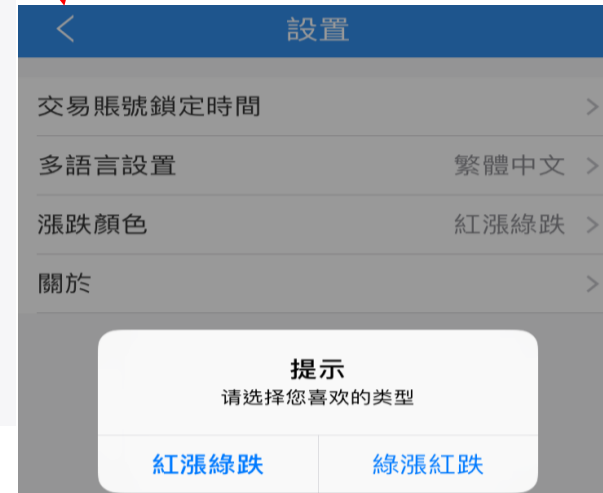 設置
交易賬號鎖定時間
多語言設置 繁體中文
漲跌顏色 紅漲綠跌
關於
提示
请选择您喜欢的类型
紅漲綠跌 綠漲紅跌